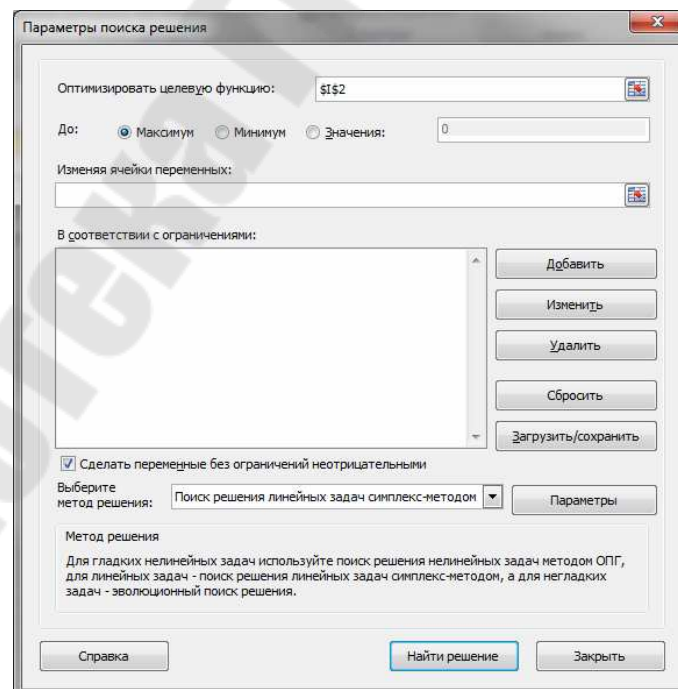 Параметры поиска решения
Оптимизировать целевую функцию: $I$2
До: Максимум Минимум Значения: 0
Изменяя ячейки переменных:
В соответствии с ограничениями:
Добавить
Изменить
Удалить
Сбросить
Загрузить/сохранить
Сделать переменные без ограничений неотрицательными
Выберите
метод решения: Поиск решения линейных задач симплекс-методом Параметры
Метод решения
Для гладких нелинейных задач используйте поиск решения нелинейных задач методом ОПГ,
для линейных задач - поиск решения линейных задач симплекс-методом, а для негладких
задач - эволюционный поиск решения.
Справка Найти решение Закрыть